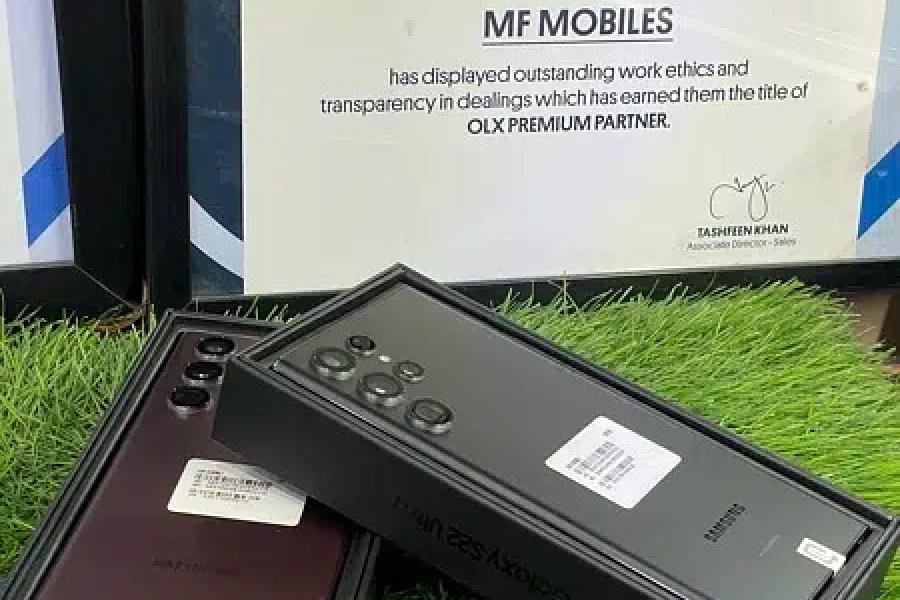 MF MOBILES
has displayed outstanding work ethics and
transparency in dealings which has earned them the title of
OLX PREMIUM PARTNER.
TASHFEEN KHAN
Associate Director - Sales
SAMSUNG
Galaxy S22 Ultra